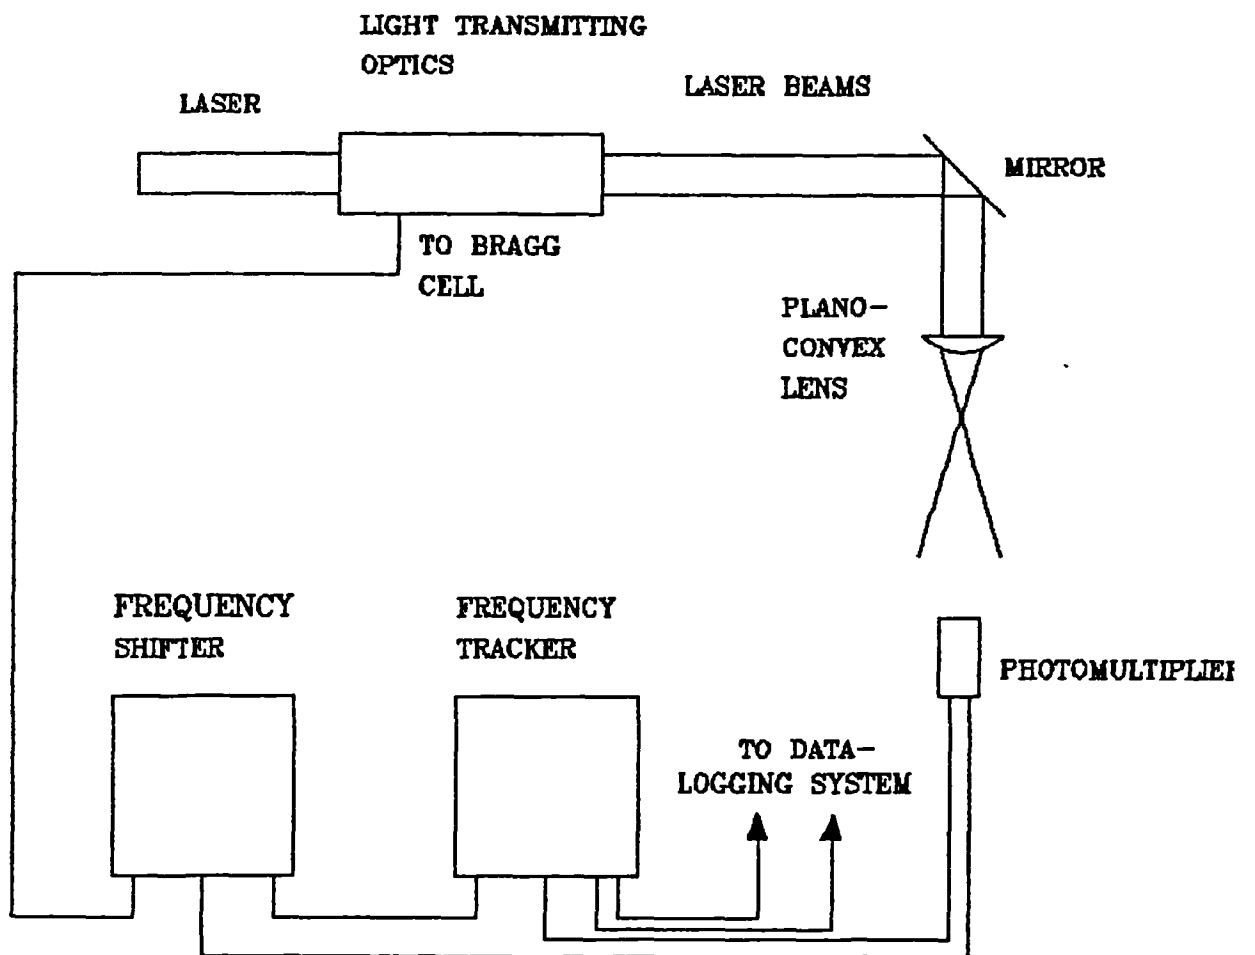 LIGHT TRANSMITTING
OPTICS
LASER
LASER BEAMS
MIRROR
TO BRAGG
CELL
PLANO-
CONVEX
LENS
FREQUENCY
SHIFTER
FREQUENCY
TRACKER
PHOTOMULTIPLIER
TO DATA-
LOGGING SYSTEM